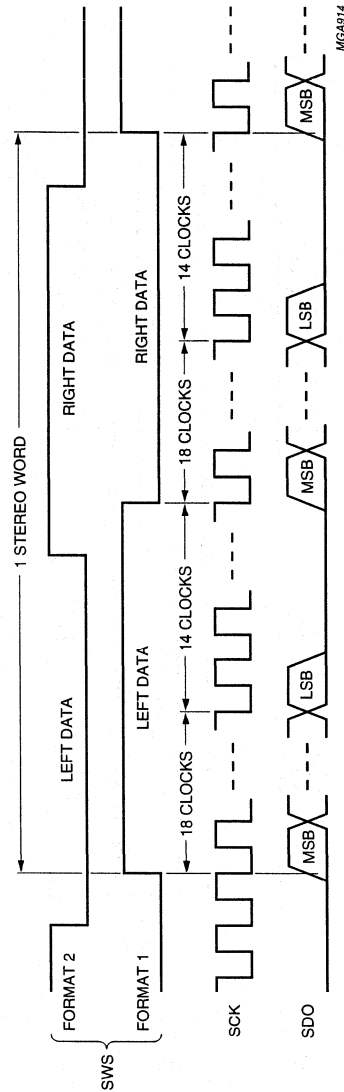 1 STEREO WORD
SWS
FORMAT 2
LEFT DATA
RIGHT DATA
FORMAT 1
LEFT DATA
RIGHT DATA
18 CLOCKS
14 CLOCKS
18 CLOCKS
14 CLOCKS
SCK
SDO
MSB
LSB
MSB
LSB
MSB
MGA914